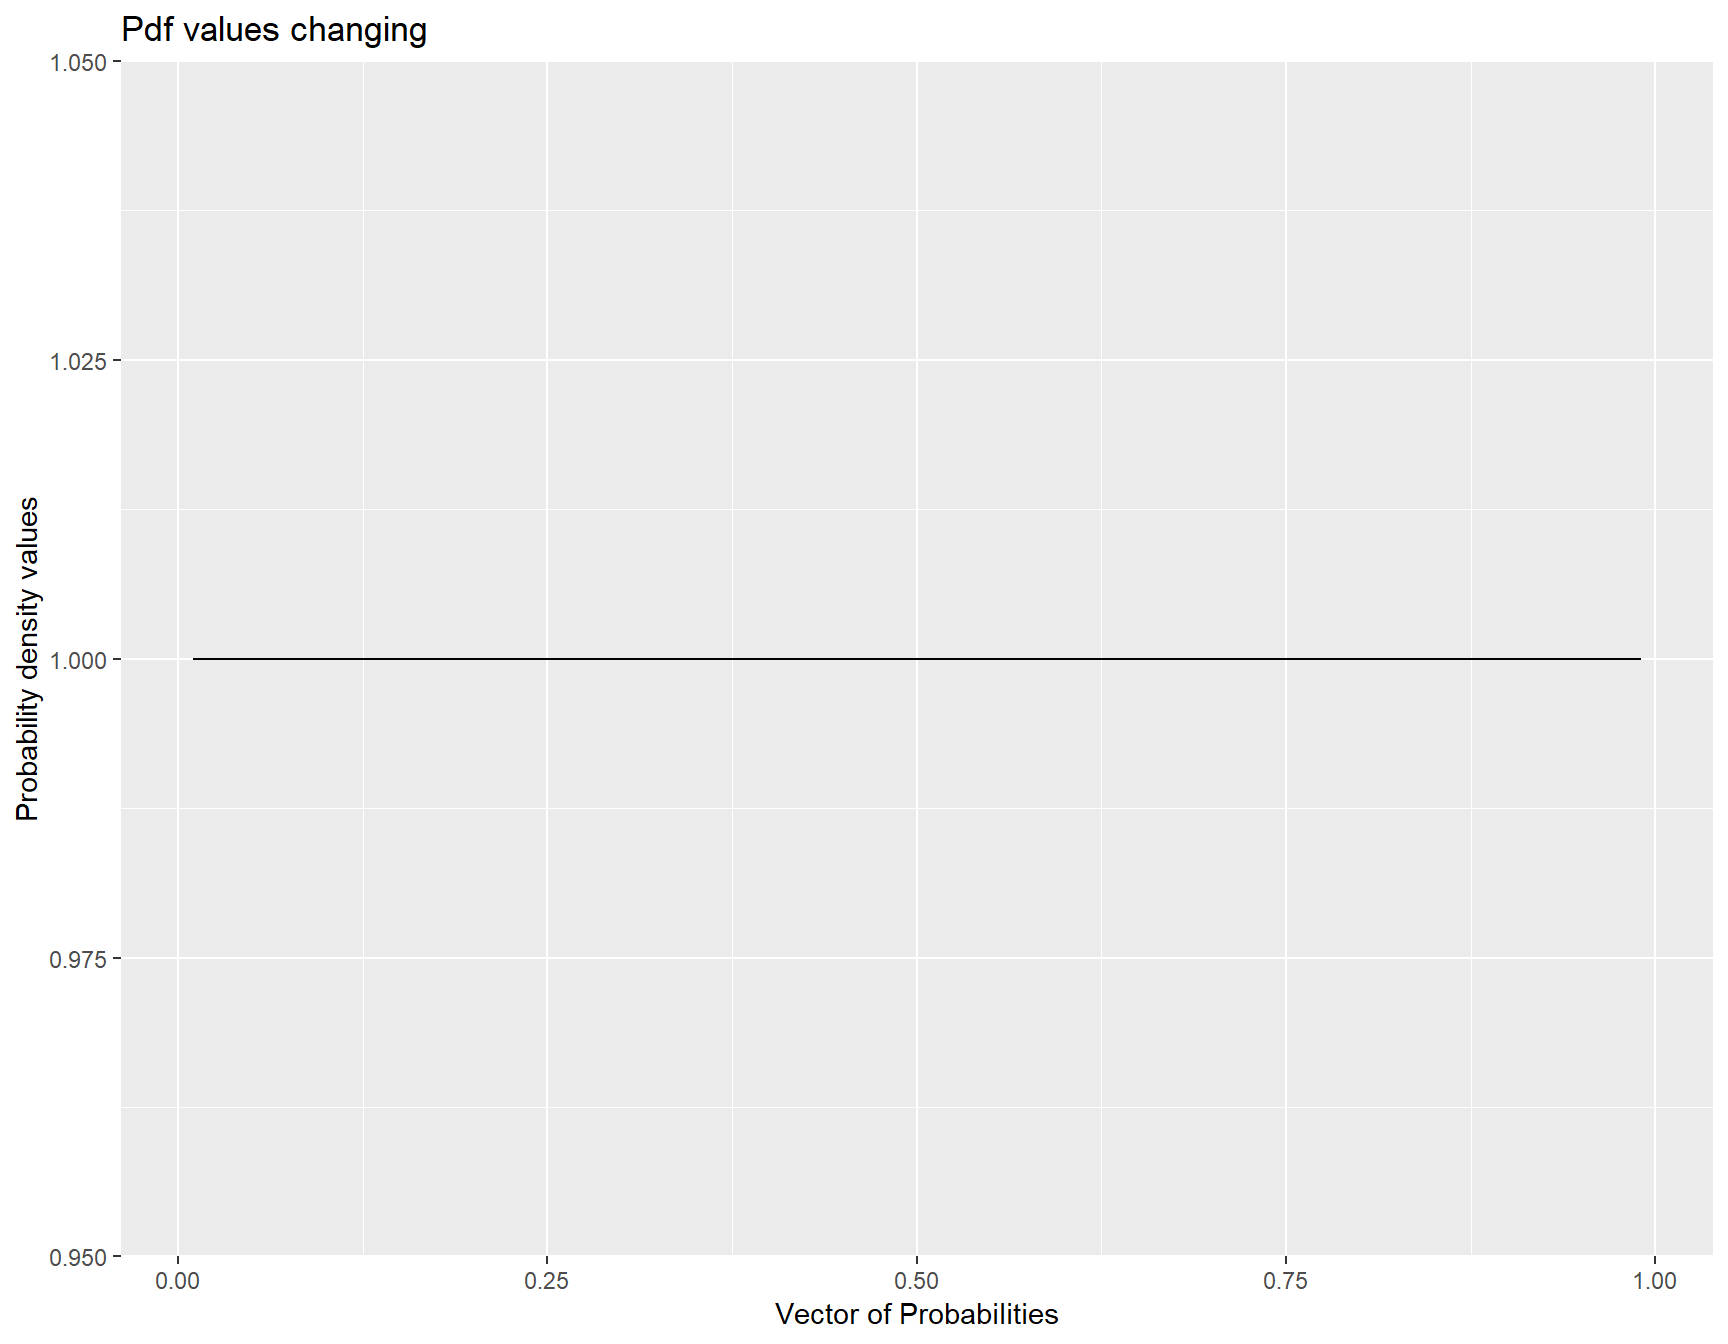 Pdf values changing
1.050
1.025
1.000
0.975
0.950
Probability density values
0.00 0.25 0.50 0.75 1.00
Vector of Probabilities